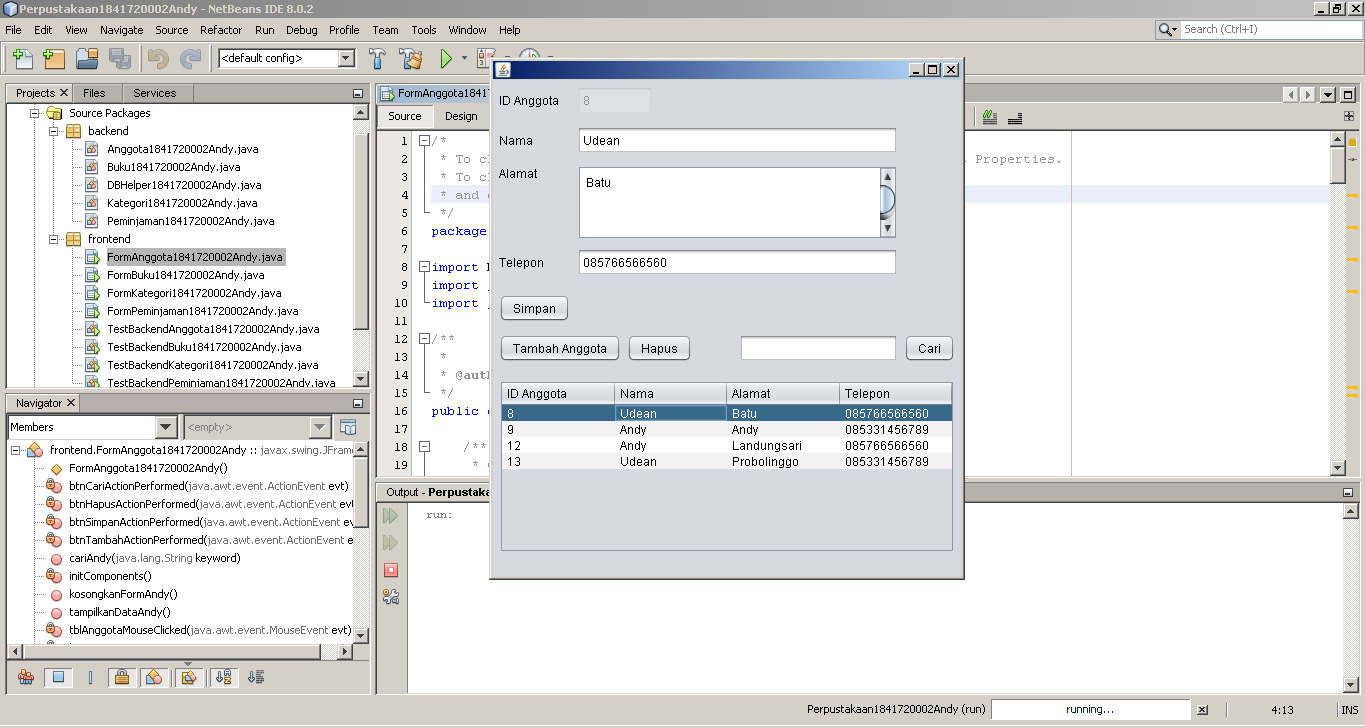 Perpustakaan1841720002Andy - NetBeans IDE 8.0.2
File Edit View Navigate Source Refactor Run Debug Profile Team Tools Window Help
Search (Ctrl+I)
<default config>
Projects Files Services
Source Packages
backend
Anggota1841720002Andy.java
Buku1841720002Andy.java
DBHelper1841720002Andy.java
Kategori1841720002Andy.java
Peminjaman1841720002Andy.java
frontend
FormAnggota1841720002Andy.java
FormBuku1841720002Andy.java
FormKategori1841720002Andy.java
FormPeminjaman1841720002Andy.java
TestBackendAnggota1841720002Andy.java
TestBackendBuku1841720002Andy.java
TestBackendKategori1841720002Andy.java
TestBackendPeminjaman1841720002Andy.java
Navigator
Members
<empty>
frontend.FormAnggota1841720002Andy :: javax.swing.JFrame
FormAnggota1841720002Andy()
btnCariActionPerformed(java.awt.event.ActionEvent evt)
btnHapusActionPerformed(java.awt.event.ActionEvent evt
btnSimpanActionPerformed(java.awt.event.ActionEvent ev
btnTambahActionPerformed(java.awt.event.ActionEvent e
cariAndy(java.lang.String keyword)
initComponents()
kosongkanFormAndy()
tampilkanDataAndy()
tblAnggotaMouseClicked(java.awt.event.MouseEvent evt)
FormAnggota1841
Source Design
1 /*
2 * To c Properties.
3 * To c
4 * and
5 */
6 package
7
8 import
9 import
10 import
11
12 /**
13 *
14 * @aut
15 */
16 public
17
18 /**
19 *
ID Anggota 8
Nama Udean
Alamat Batu
Telepon 085766566560
Simpan
Tambah Anggota Hapus Cari
ID Anggota Nama Alamat Telepon
8 Udean Batu 085766566560
9 Andy Andy 085331456789
12 Andy Landungsari 085766566560
13 Udean Probolinggo 085331456789
Output - Perpustaka
run:
Perpustakaan1841720002Andy (run) running... 4:13 INS